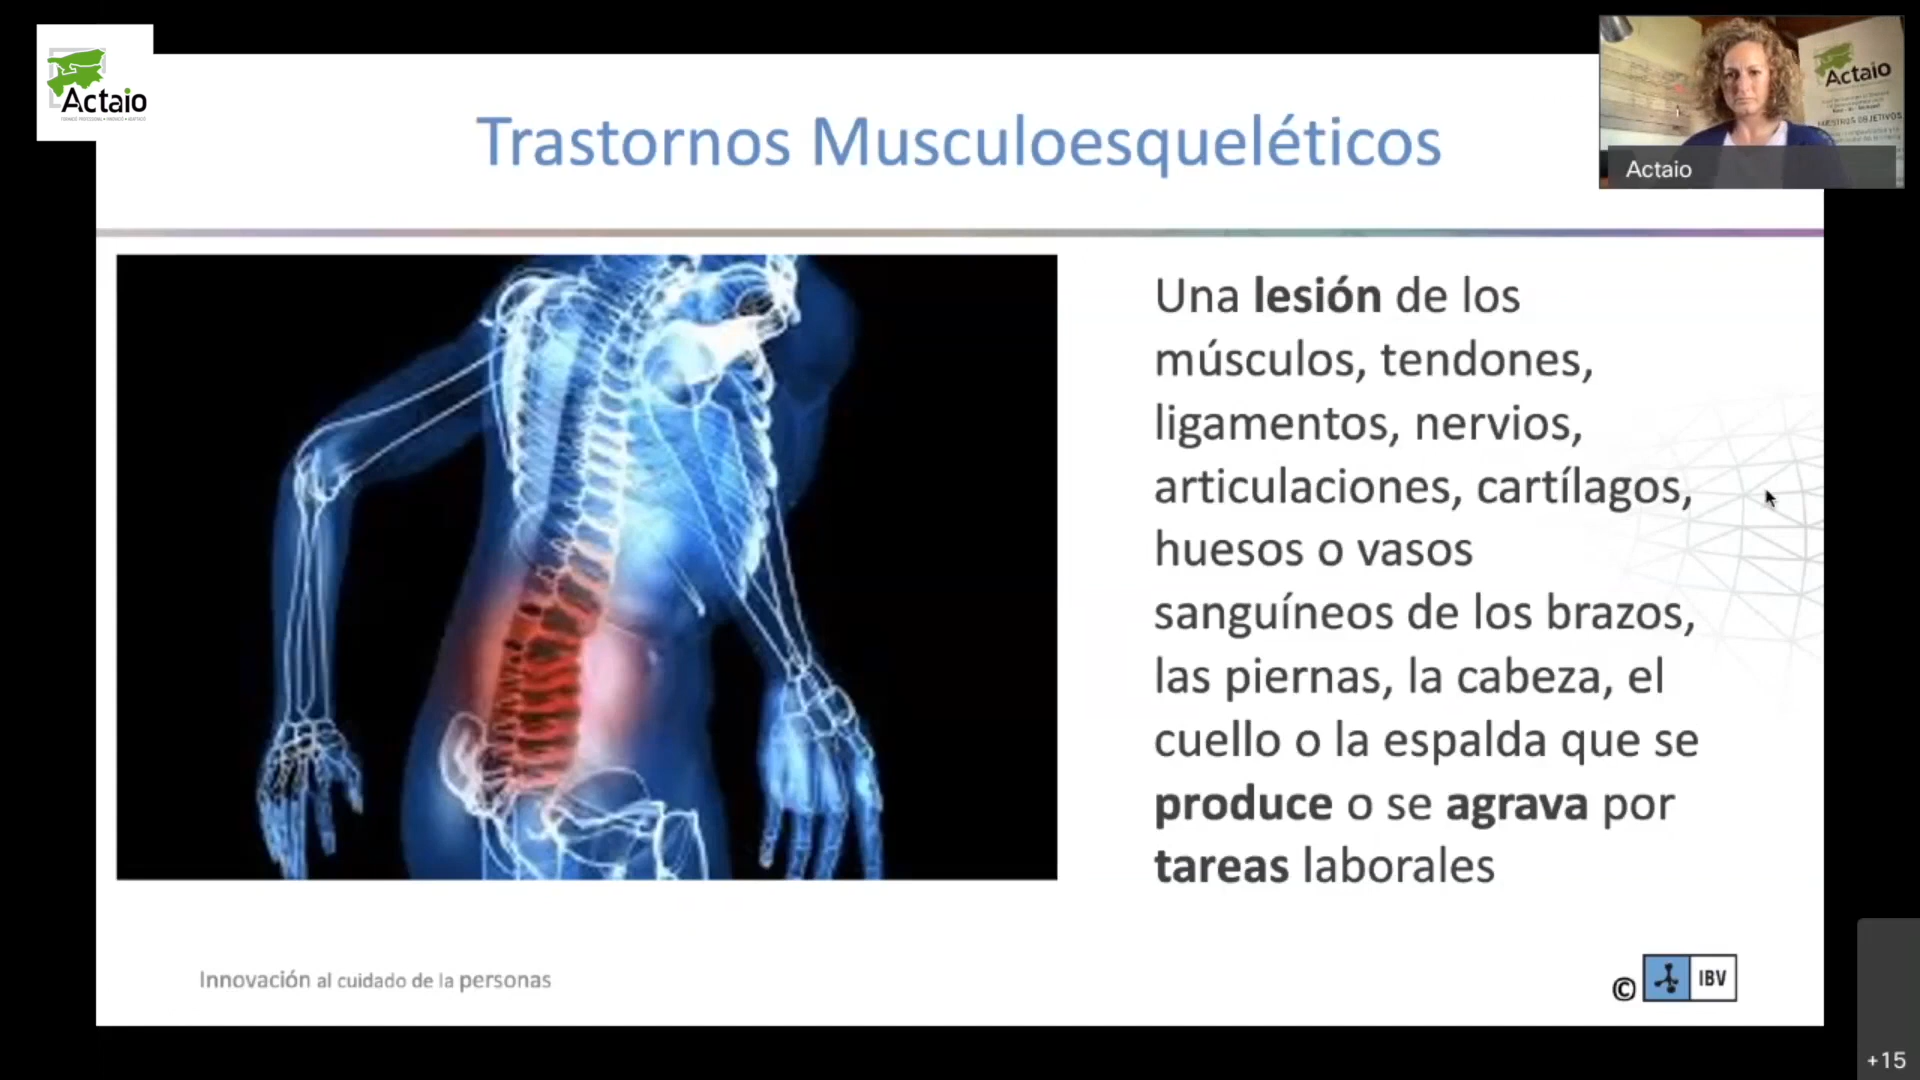 Actaio
Trastornos Musculoesqueléticos
Actaio
NUESTROS OBJETIVOS
Actaio
Una lesión de los
músculos, tendones,
ligamentos, nervios,
articulaciones, cartílagos,
huesos o vasos
sanguíneos de los brazos,
las piernas, la cabeza, el
cuello o la espalda que se
produce o se agrava por
tareas laborales
Innovación al cuidado de la personas
© IBV
+15